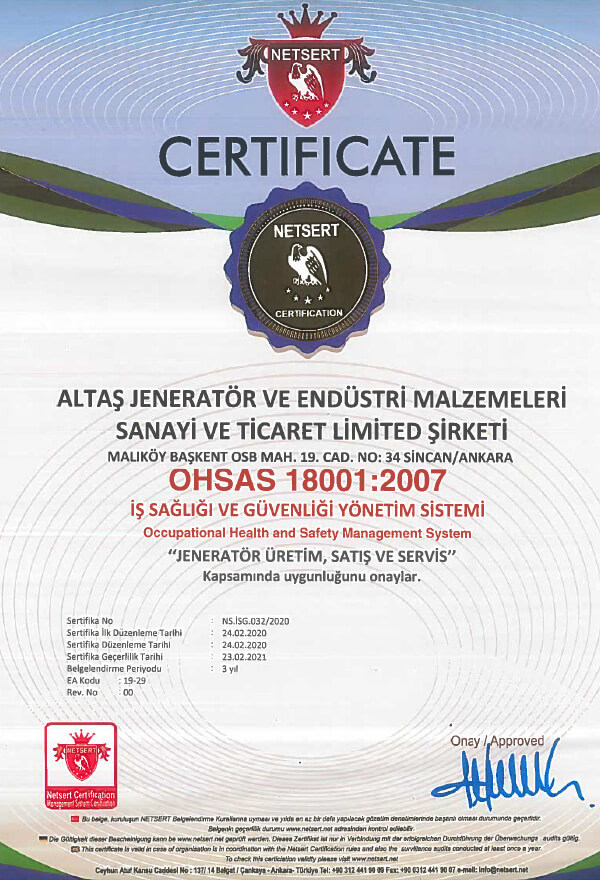 NETSERT
CERTIFICATE
NETSERT
CERTIFICATION
ALTAŞ JENERATÖR VE ENDÜSTRİ MALZEMELERİ
SANAYİ VE TİCARET LİMİTED ŞİRKETİ
MALIKÖY BAŞKENT OSB MAH. 19. CAD. NO: 34 SİNCAN/ANKARA
OHSAS 18001:2007
İŞ SAĞLIĞI VE GÜVENLİĞİ YÖNETİM SİSTEMİ
Occupational Health and Safety Management System
“JENERATÖR ÜRETİM, SATIŞ VE SERVİS”
Kapsamında uygunluğunu onaylar.
Sertifika No : NS.İSG.032/2020
Sertifika İlk Düzenleme Tarihi : 24.02.2020
Sertifika Düzenleme Tarihi : 24.02.2020
Sertifika Geçerlilik Tarihi : 23.02.2021
Belgelendirme Periyodu : 3 yıl
EA Kodu : 19-29
Rev. No : 00
Onay / Approved
NETSERT
Netsert Certification
Management System Certification
Bu belge, kuruluşun NETSERT Belgelendirme Kurallarına uyması ve yılda en az bir defa yapılacak gözetim denetimlerinde başarılı olması durumunda geçerlidir.
Belgenin geçerlilik durumu www.netsert.net adresinden kontrol edilebilir.
Die Gültigkeit dieser Bescheinigung kann be www.netsert.net geprüft werden. Dieses Zertifikat ist nur in Verbindung mit der erfolgreichen Durchführung der Überwachungs - audits gültig.
This certificate is valid in case of organization is in coordination with the Netsert Certification rules and also the surveillance audits conducted at least once a year.
To check this certication validity please visit www.netsert.net
Ceyhun Atuf Kansu Caddesi No : 137/ 14 Balgat / Çankaya - Ankara- Türkiye Tel: +90 312 441 90 09 Fax: +90 0312 441 90 07 e-mail: info@netsert.net